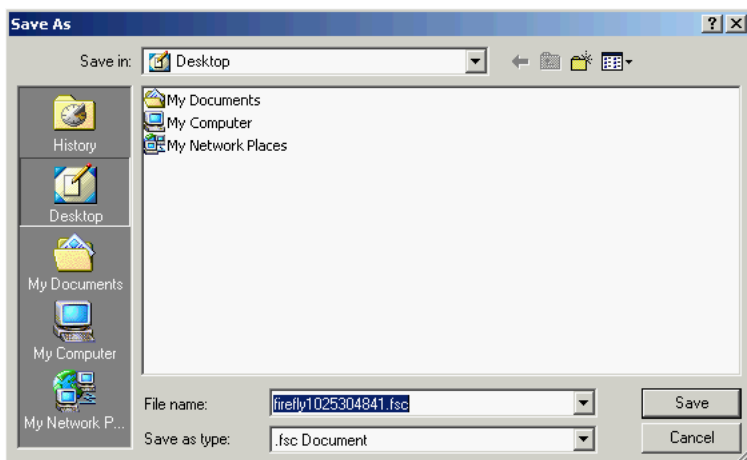 Save As
Save in:
Desktop
History
Desktop
My Documents
My Computer
My Network P...
My Documents
My Computer
My Network Places
File name:
firefly1025304841.fsc
Save
Save as type:
.fsc Document
Cancel